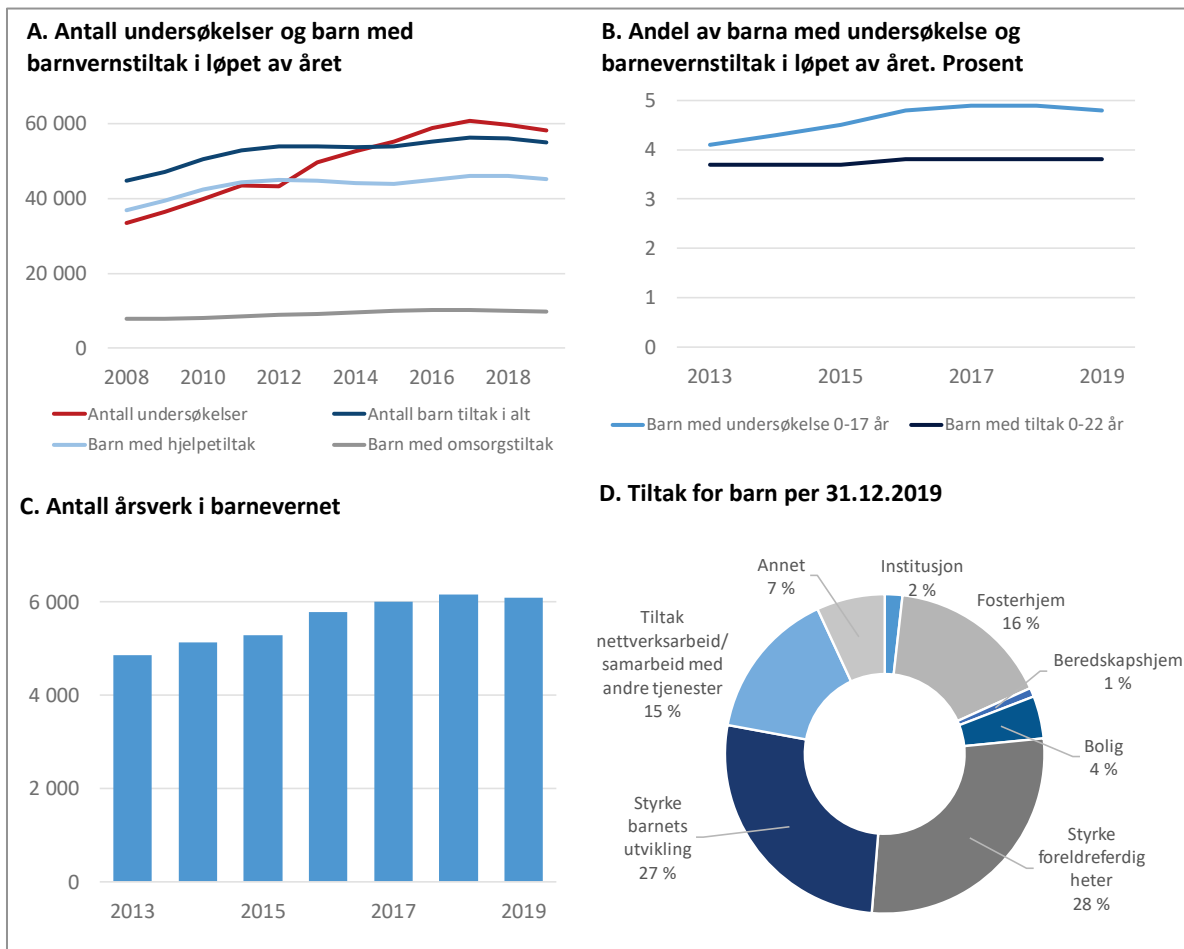 A. Antall undersøkelser og barn med
barnvernstiltak i løpet av året
60 000
40 000
20 000
0
2008
2010
2012
2014
2016
2018
Antall undersøkelser
Antall barn tiltak i alt
Barn med hjelpetiltak
Barn med omsorgstiltak
B. Andel av barna med undersøkelse og
barnevernstiltak i løpet av året. Prosent
5
4
3
2
1
0
2013
2015
2017
2019
Barn med undersøkelse 0-17 år
Barn med tiltak 0-22 år
C. Antall årsverk i barnevernet
6 000
4 000
2 000
0
2013
2015
2017
2019
D. Tiltak for barn per 31.12.2019
Annet
7 %
Institusjon
2 %
Fosterhjem
16 %
Beredskapshjem
1 %
Bolig
4 %
Styrke
foreldreferdig
heter
28 %
Styrke
barnets
utvikling
27 %
Tiltak
nettverksarbeid/
samarbeid med
andre tjenester
15 %